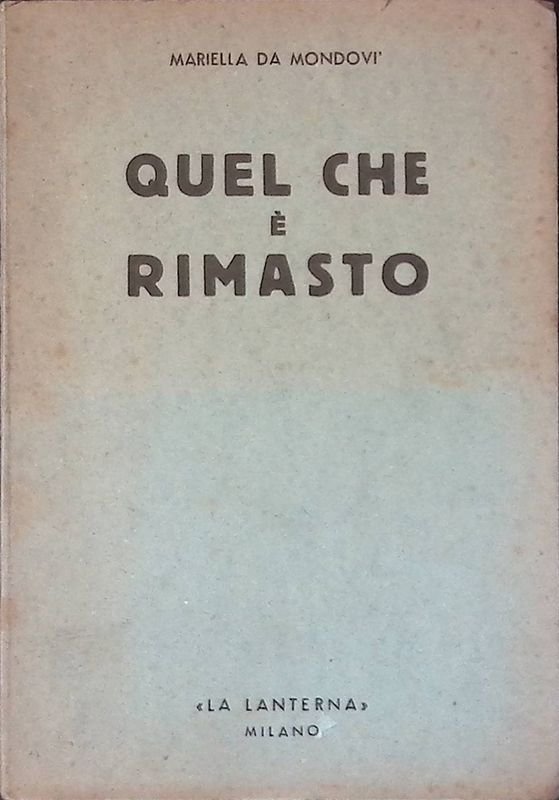 MARIELLA DA MONDOVI'
QUEL CHE
È
RIMASTO
«LA LANTERNA»
MILANO